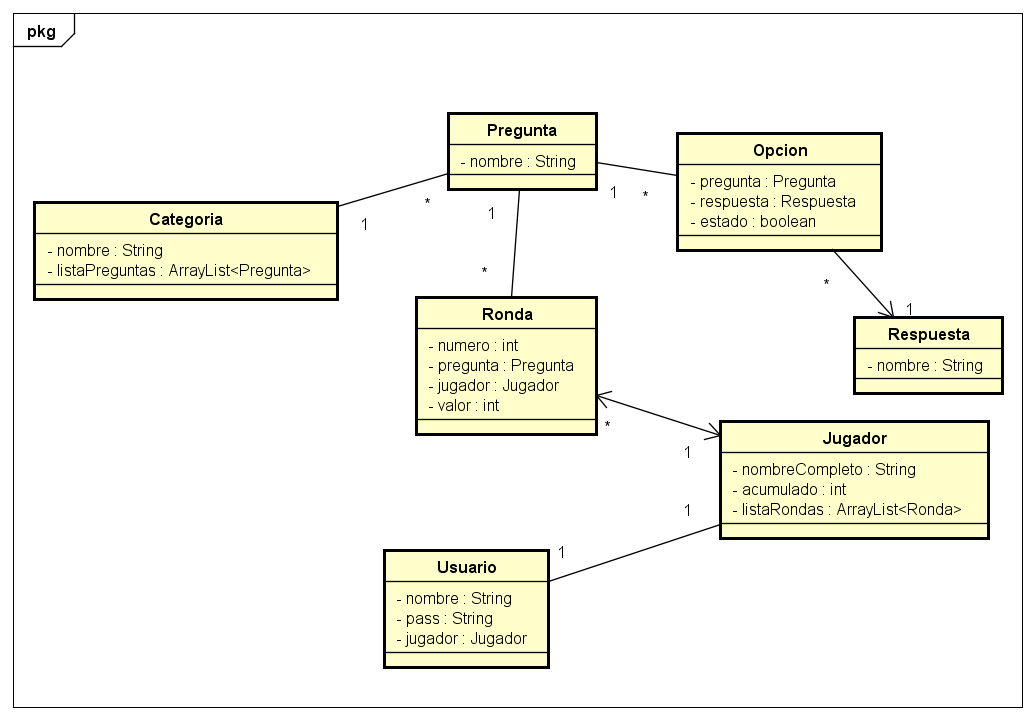 pkg
Pregunta
- nombre : String
Opcion
- pregunta : Pregunta
- respuesta : Respuesta
- estado : boolean
1
*
Categoria
- nombre : String
- listaPreguntas : ArrayList<Pregunta>
1
*
1
*
Ronda
- numero : int
- pregunta : Pregunta
- jugador : Jugador
- valor : int
*
1
Respuesta
- nombre : String
*
1
Jugador
- nombreCompleto : String
- acumulado : int
- listaRondas : ArrayList<Ronda>
1
1
Usuario
- nombre : String
- pass : String
- jugador : Jugador